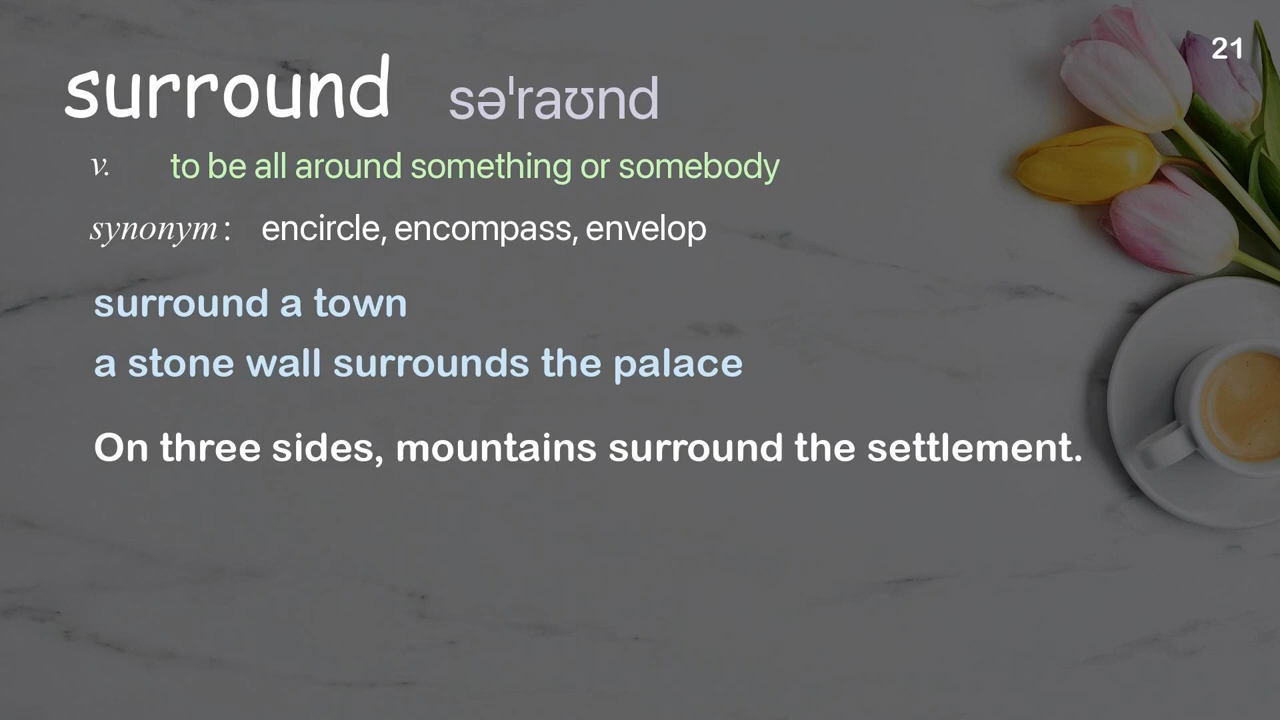 21
surround səˈraʊnd
v. to be all around something or somebody
synonym: encircle, encompass, envelop
surround a town
a stone wall surrounds the palace
On three sides, mountains surround the settlement.